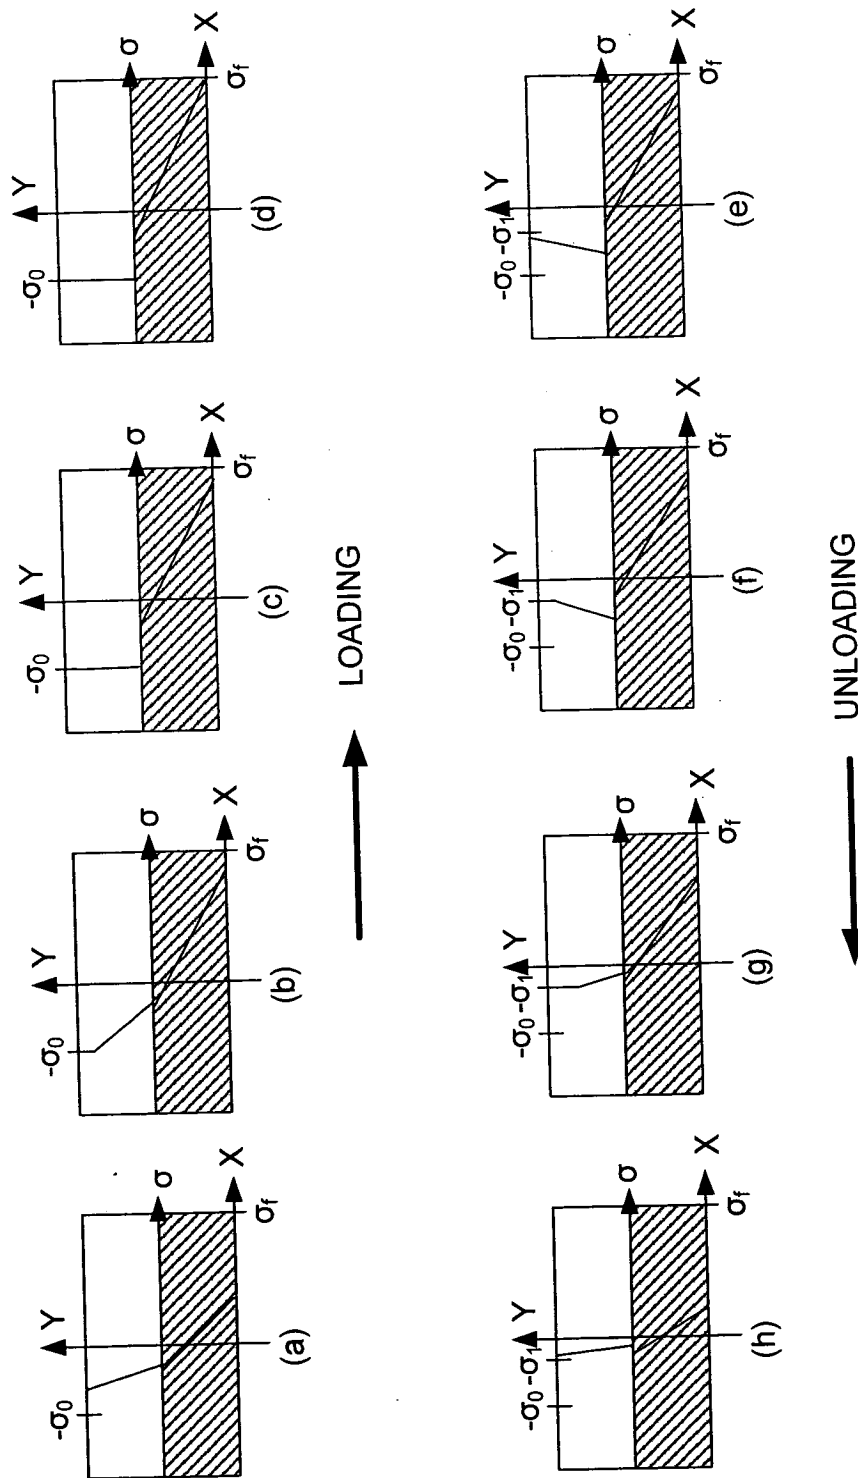 Y
-σ₀
σ
X
σf
(a)
Y
-σ₀
σ
X
σf
(b)
Y
-σ₀
σ
X
σf
(c)
Y
-σ₀
σ
X
σf
(d)
LOADING
Y
-σ₀ -σ₁
σ
X
σf
(h)
Y
-σ₀ -σ₁
σ
X
σf
(g)
Y
-σ₀ -σ₁
σ
X
σf
(f)
Y
-σ₀ -σ₁
σ
X
σf
(e)
UNLOADING